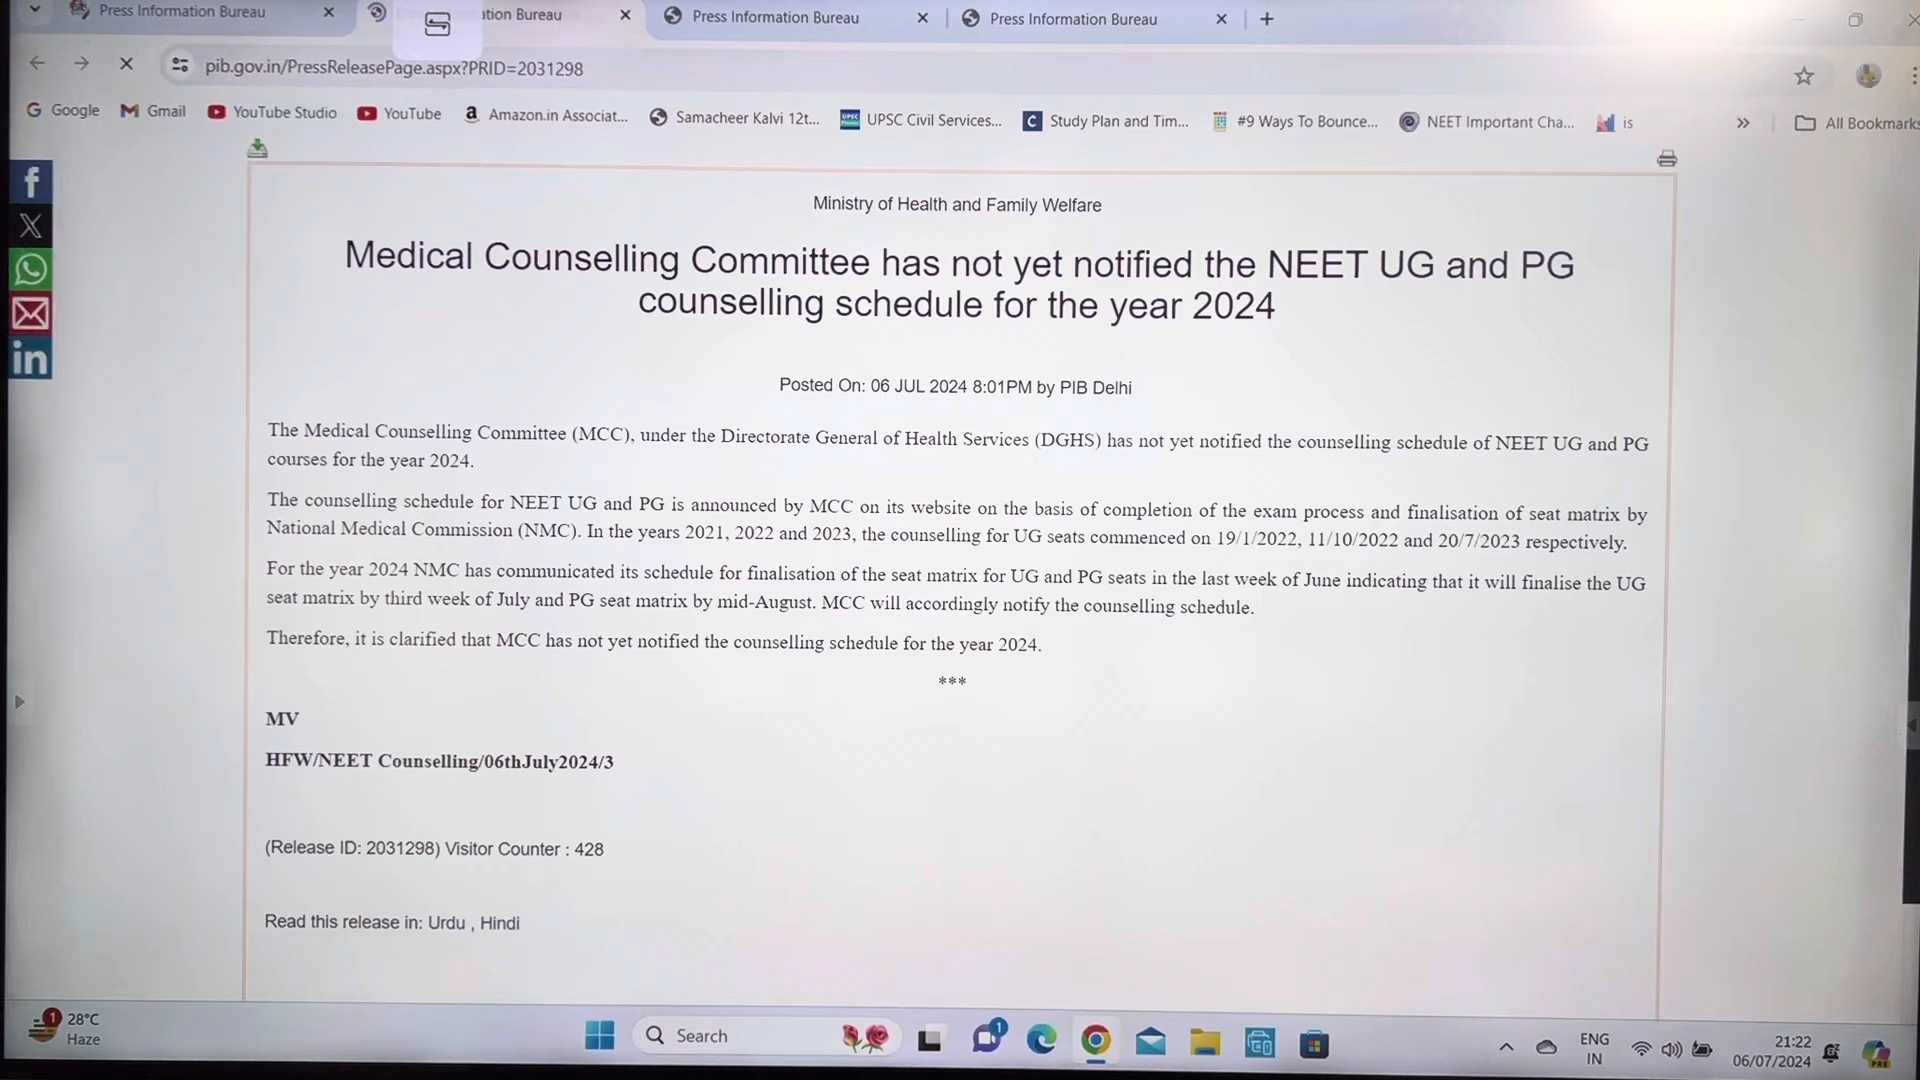 Press Information Bureau
tion Bureau
Press Information Bureau
Press Information Bureau
pib.gov.in/PressReleasePage.aspx?PRID=2031298
Google
Gmail
YouTube Studio
YouTube
Amazon.in Associat...
Samacheer Kalvi 12t...
UPSC Civil Services...
Study Plan and Tim...
#9 Ways To Bounce...
NEET Important Cha...
is
All Bookmarks
Ministry of Health and Family Welfare
Medical Counselling Committee has not yet notified the NEET UG and PG
counselling schedule for the year 2024
Posted On: 06 JUL 2024 8:01PM by PIB Delhi
The Medical Counselling Committee (MCC), under the Directorate General of Health Services (DGHS) has not yet notified the counselling schedule of NEET UG and PG
courses for the year 2024.
The counselling schedule for NEET UG and PG is announced by MCC on its website on the basis of completion of the exam process and finalisation of seat matrix by
National Medical Commission (NMC). In the years 2021, 2022 and 2023, the counselling for UG seats commenced on 19/1/2022, 11/10/2022 and 20/7/2023 respectively.
For the year 2024 NMC has communicated its schedule for finalisation of the seat matrix for UG and PG seats in the last week of June indicating that it will finalise the UG
seat matrix by third week of July and PG seat matrix by mid-August. MCC will accordingly notify the counselling schedule.
Therefore, it is clarified that MCC has not yet notified the counselling schedule for the year 2024.
***
MV
HFW/NEET Counselling/06thJuly2024/3
(Release ID: 2031298) Visitor Counter : 428
Read this release in: Urdu , Hindi
1
28°C
Haze
Search
1
ENG
IN
21:22
06/07/2024